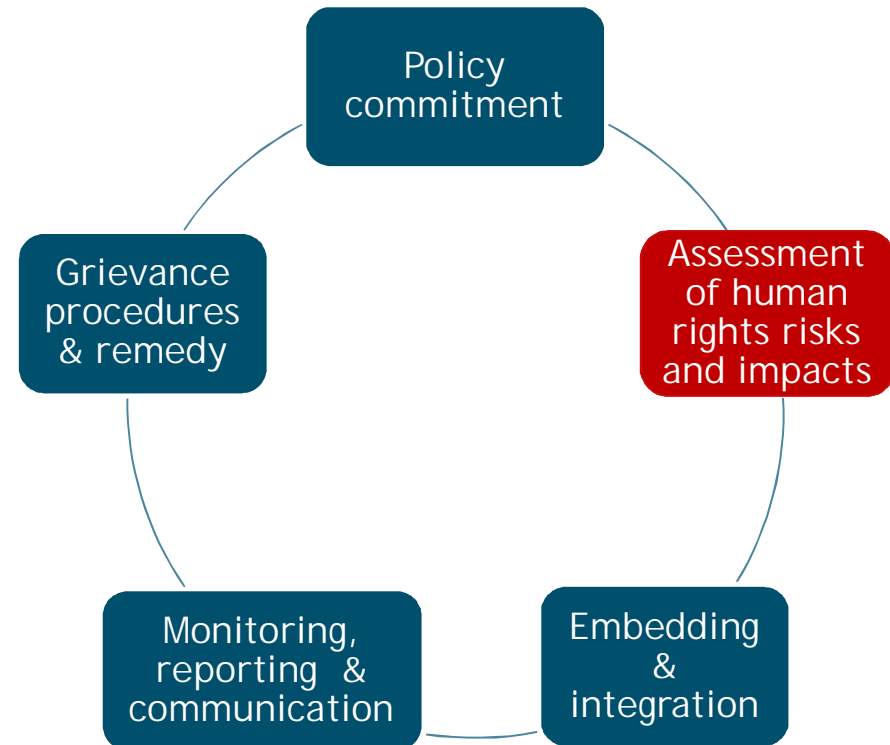 Policy
commitment
Assessment
of human
rights risks
and impacts
Embedding
&
integration
Monitoring,
reporting &
communication
Grievance
procedures
& remedy